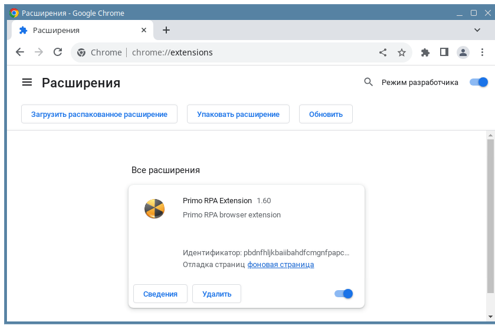 Расширения - Google Chrome
Расширения
Chrome | chrome://extensions
Расширения
Режим разработчика
Загрузить распакованное расширение
Упаковать расширение
Обновить
Все расширения
Primo RPA Extension 1.60
Primo RPA browser extension
Идентификатор: pbdnfhljkbaiibahdfcmgnfpapc...
Отладка страниц фоновая страница
Сведения
Удалить